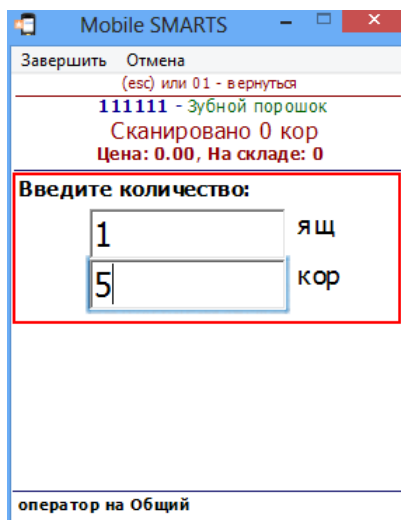 Mobile SMARTS
Завершить Отмена
(esc) или 01 - вернуться
111111 - Зубной порошок
Сканировано 0 кор
Цена: 0.00, На складе: 0
Введите количество:
1 ящ
5 кор
оператор на Общий